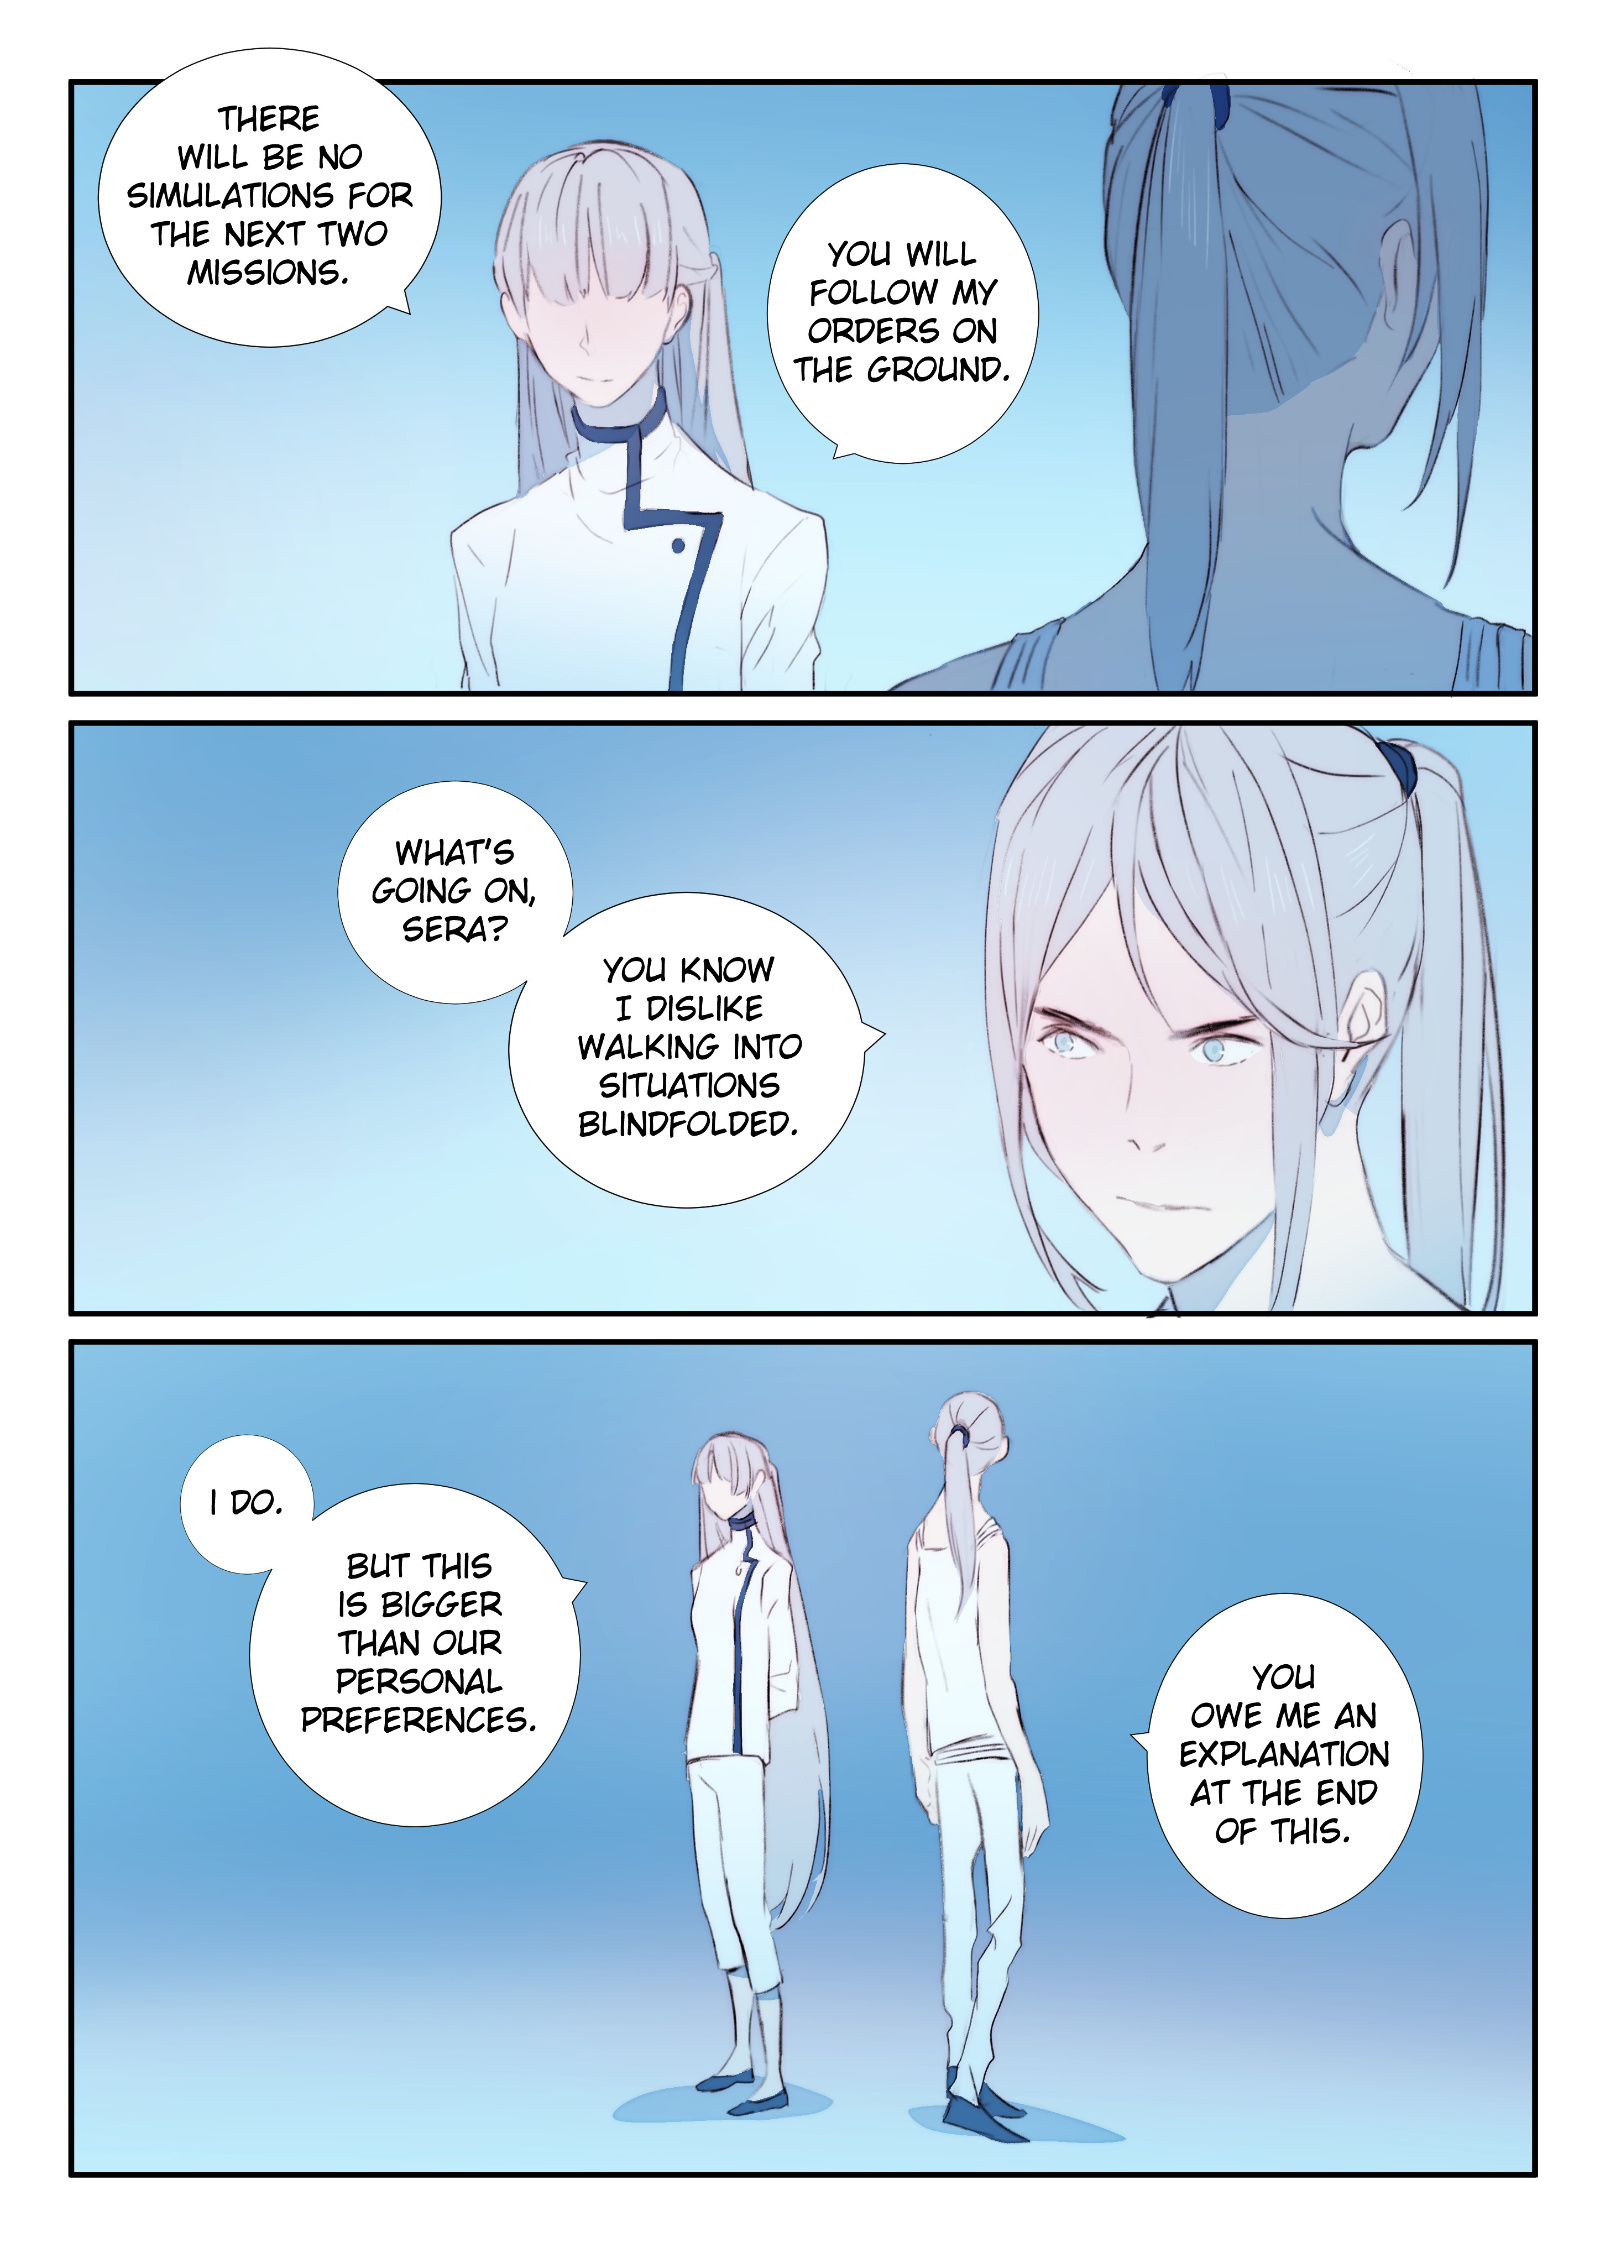 THERE
WILL BE NO
SIMULATIONS FOR
THE NEXT TWO
MISSIONS.
YOU WILL
FOLLOW MY
ORDERS ON
THE GROUND.
WHAT'S
GOING ON,
SERA?
YOU KNOW
I DISLIKE
WALKING INTO
SITUATIONS
BLINDFOLDED.
I DO.
BUT THIS
IS BIGGER
THAN OUR
PERSONAL
PREFERENCES.
YOU
OWE ME AN
EXPLANATION
AT THE END
OF THIS.